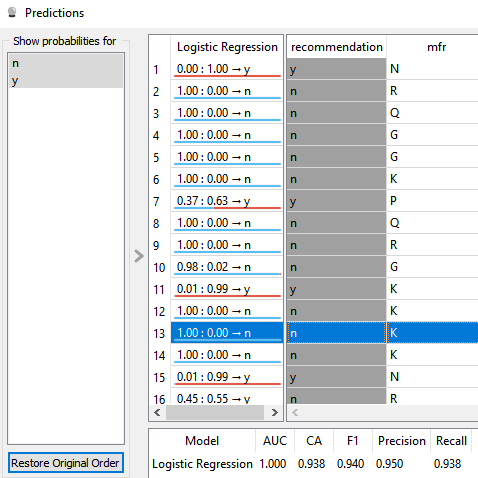 Predictions
Show probabilities for
n
y
Restore Original Order
Logistic Regression recommendation mfr
1 0.00 : 1.00 → y y N
2 1.00 : 0.00 → n n R
3 1.00 : 0.00 → n n Q
4 1.00 : 0.00 → n n G
5 1.00 : 0.00 → n n G
6 1.00 : 0.00 → n n K
7 0.37 : 0.63 → y y P
8 1.00 : 0.00 → n n Q
9 1.00 : 0.00 → n n R
10 0.98 : 0.02 → n n G
11 0.01 : 0.99 → y y K
12 1.00 : 0.00 → n n K
13 1.00 : 0.00 → n n K
14 1.00 : 0.00 → n n K
15 0.01 : 0.99 → y y N
16 0.45 : 0.55 → y n R
Model AUC CA F1 Precision Recall
Logistic Regression 1.000 0.938 0.940 0.950 0.938